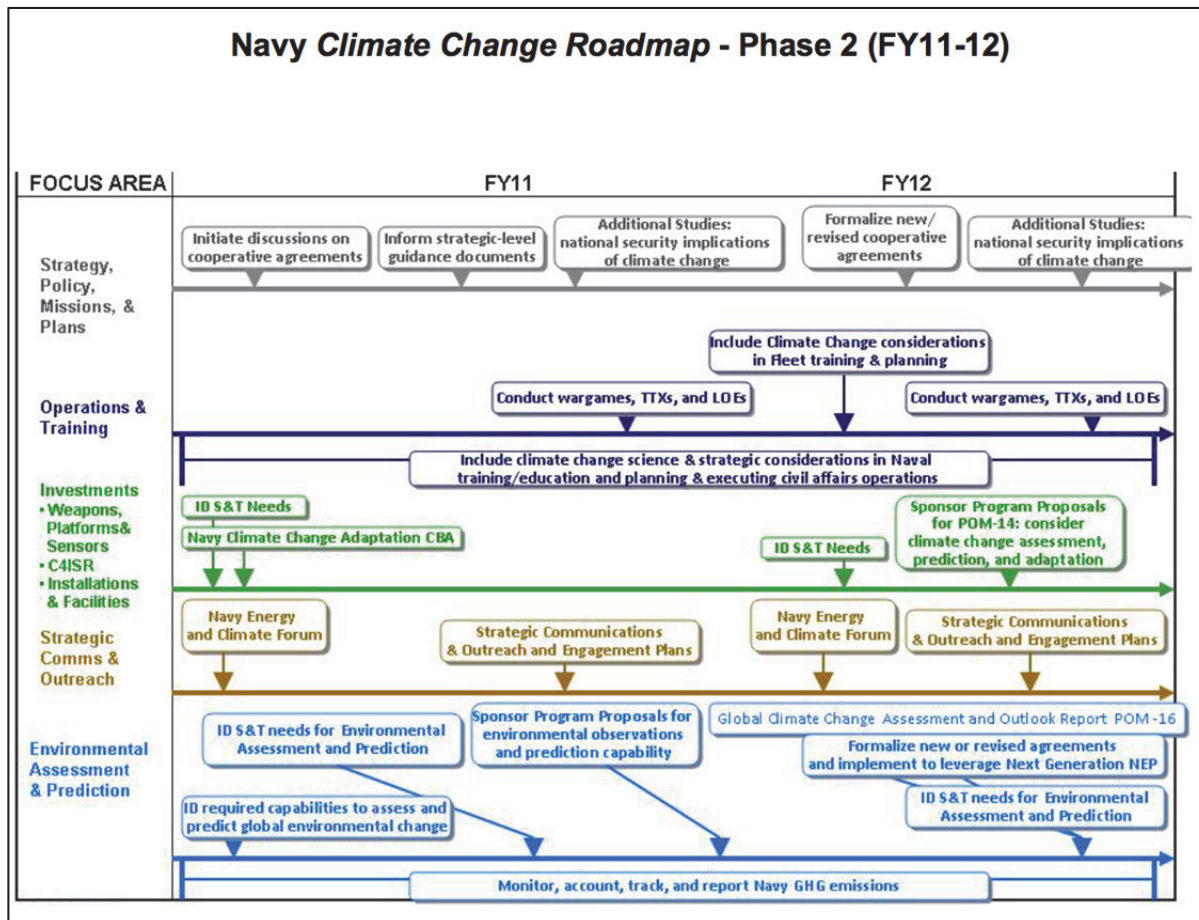 Navy Climate Change Roadmap - Phase 2 (FY11-12)
FOCUS AREA
FY11
FY12
Strategy,
Policy,
Missions, &
Plans
Initiate discussions on
cooperative agreements
Inform strategic-level
guidance documents
Additional Studies:
national security implications
of climate change
Formalize new/
revised cooperative
agreements
Additional Studies:
national security implications
of climate change
Operations &
Training
Include Climate Change considerations
in Fleet training & planning
Conduct wargames, TTXs, and LOEs
Conduct wargames, TTXs, and LOEs
Include climate change science & strategic considerations in Naval
training/education and planning & executing civil affairs operations
Investments
• Weapons,
Platforms&
Sensors
• C4ISR
• Installations
& Facilities
ID S&T Needs
Navy Climate Change Adaptation CBA
ID S&T Needs
Sponsor Program Proposals
for POM-14: consider
climate change assessment,
prediction, and adaptation
Strategic
Comms &
Outreach
Navy Energy
and Climate Forum
Strategic Communications
& Outreach and Engagement Plans
Navy Energy
and Climate Forum
Strategic Communications
& Outreach and Engagement Plans
Environmental
Assessment
& Prediction
ID S&T needs for Environmental
Assessment and Prediction
Sponsor Program Proposals for
environmental observations
and prediction capability
Global Climate Change Assessment and Outlook Report POM -16
Formalize new or revised agreements
and implement to leverage Next Generation NEP
ID S&T needs for Environmental
Assessment and Prediction
ID required capabilities to assess and
predict global environmental change
Monitor, account, track, and report Navy GHG emissions